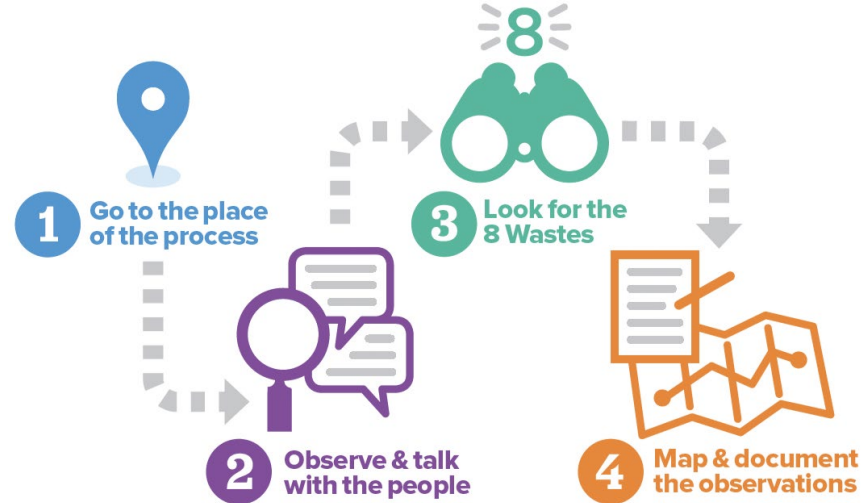 1
Go to the place
of the process
2
Observe & talk
with the people
8
3
Look for the
8 Wastes
4
Map & document
the observations